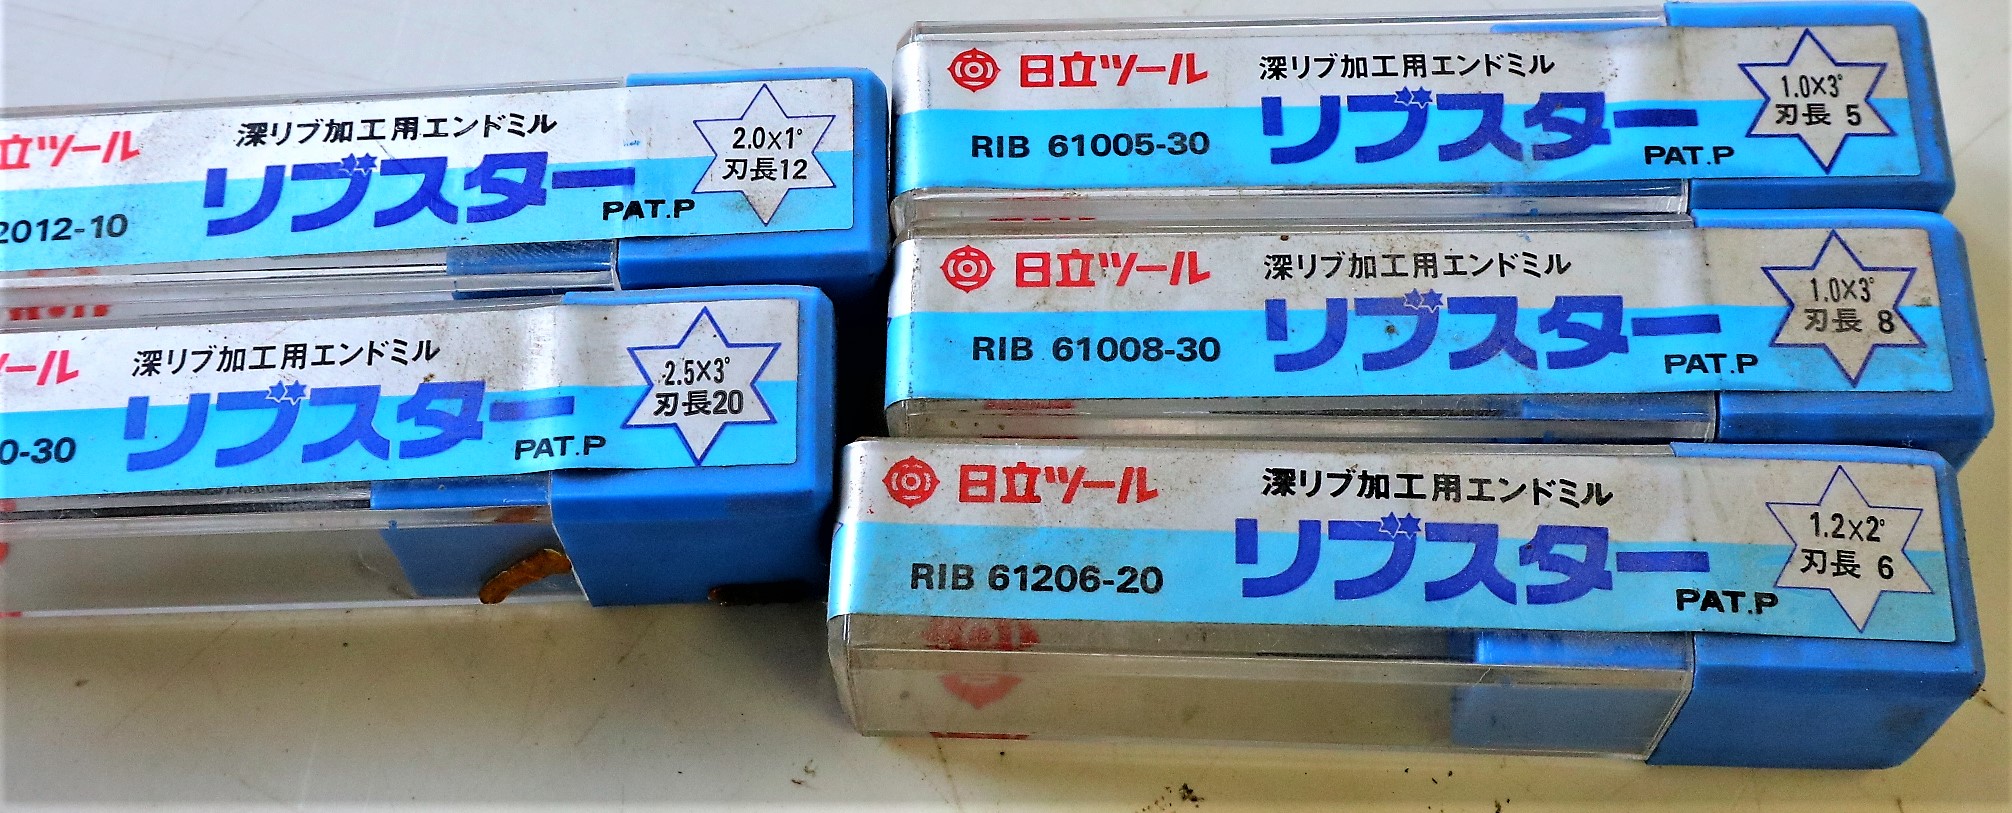 立ツール
深リブ加工用エンドミル
2012-10
リブスター
PAT.P
2.0×1°
刃長12
ール
深リブ加工用エンドミル
0-30
リブスター
PAT.P
2.5×3°
刃長20
日立ツール
深リブ加工用エンドミル
RIB 61005-30
リブスター
PAT.P
1.0×3°
刃長 5
日立ツール
深リブ加工用エンドミル
RIB 61008-30
リブスター
PAT.P
1.0×3°
刃長 8
日立ツール
深リブ加工用エンドミル
RIB 61206-20
リブスター
PAT.P
1.2×2°
刃長 6